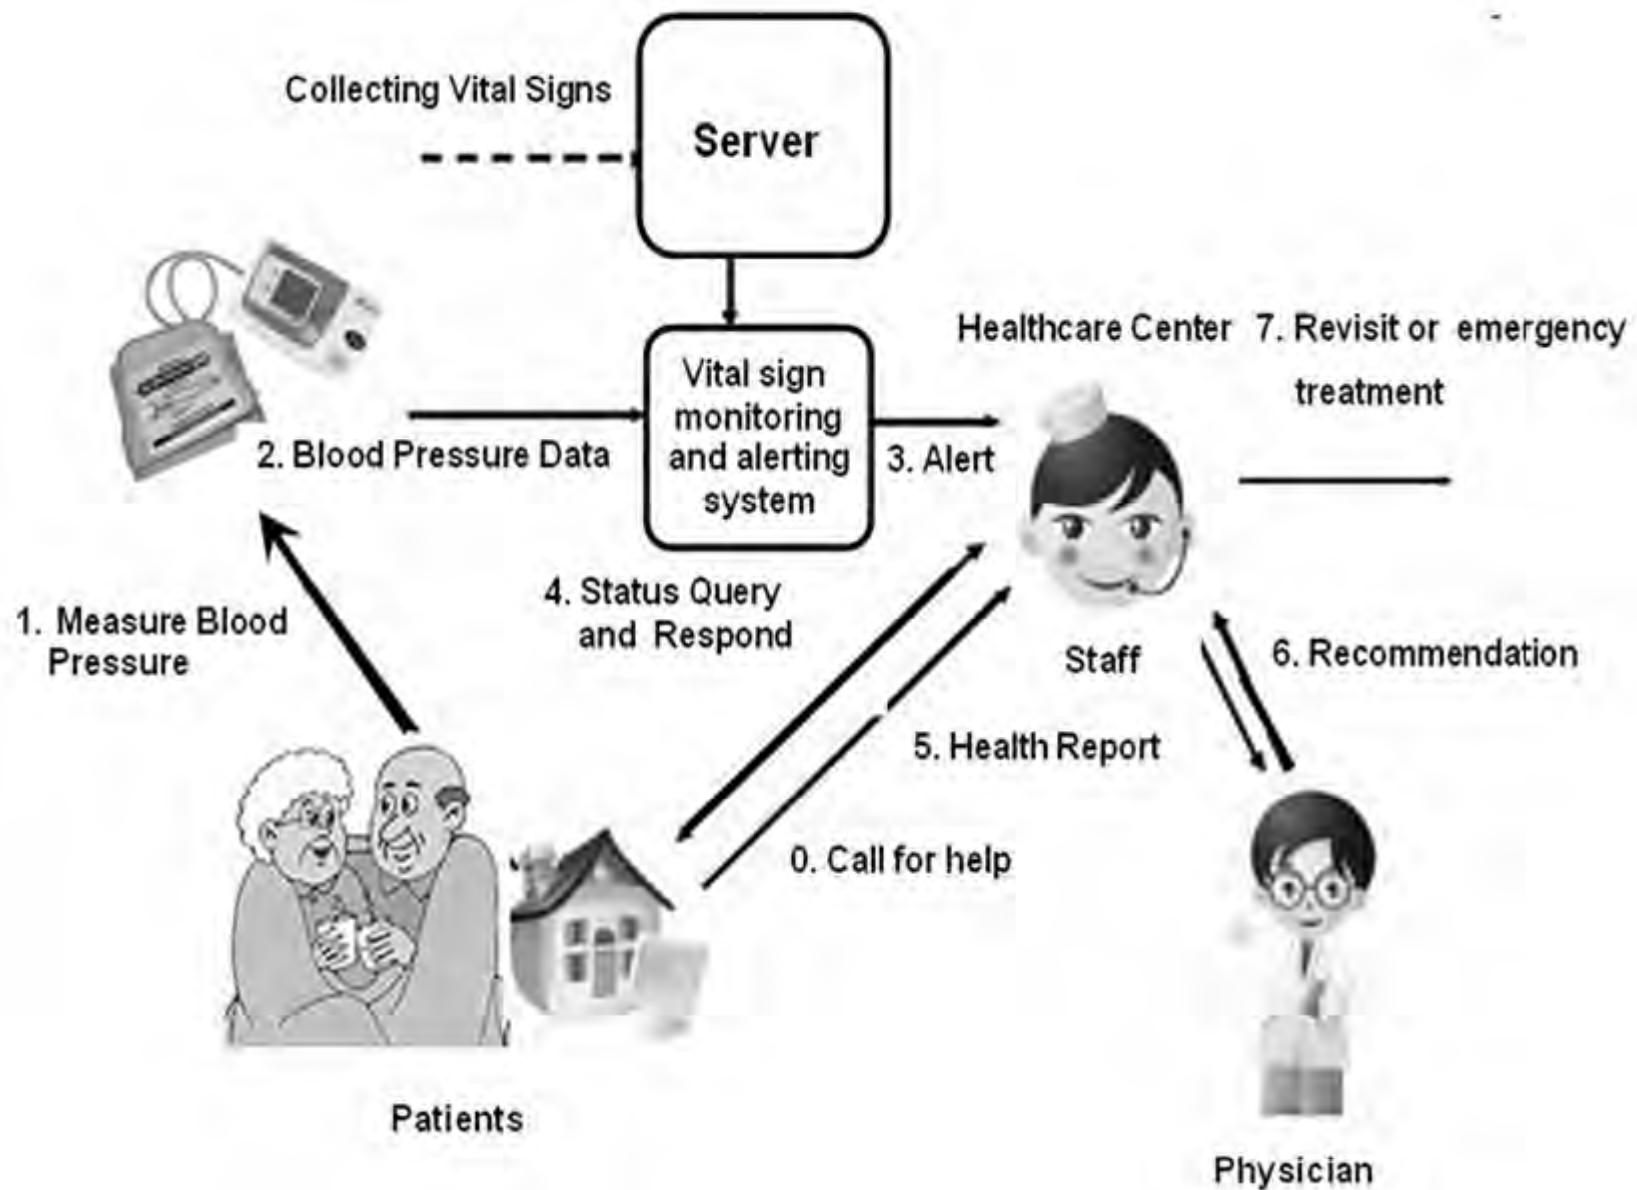 Collecting Vital Signs
Server
Healthcare Center
7. Revisit or emergency
treatment
Vital sign
monitoring
and alerting
system
2. Blood Pressure Data
3. Alert
4. Status Query
and Respond
1. Measure Blood
Pressure
Staff
6. Recommendation
5. Health Report
0. Call for help
Patients
Physician